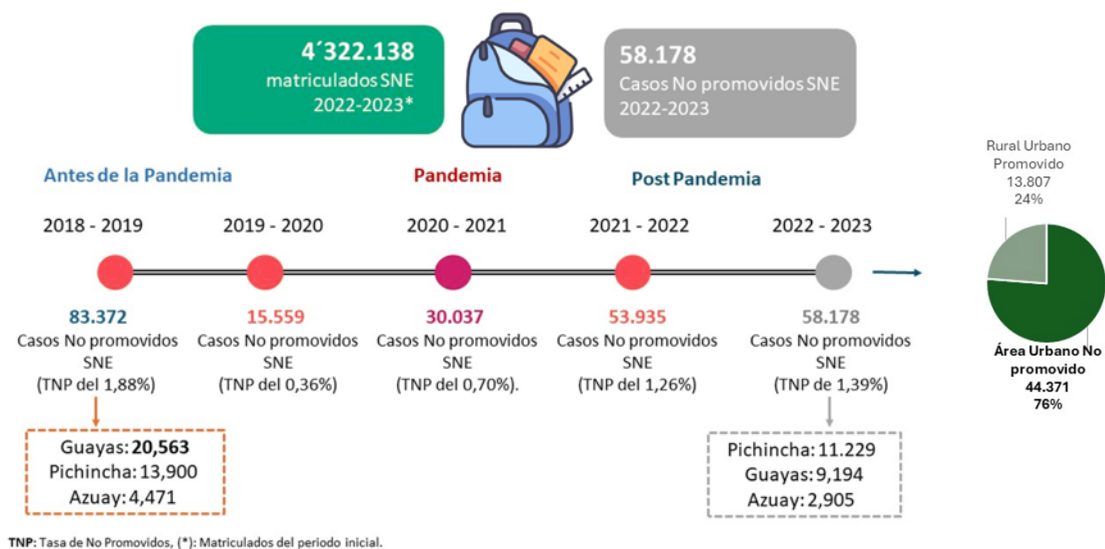 4´322.138
matriculados SNE
2022-2023*
58.178
Casos No promovidos SNE
2022-2023
Antes de la Pandemia
Pandemia
Post Pandemia
2018 - 2019
2019 - 2020
2020 - 2021
2021 - 2022
2022 - 2023
83.372
Casos No promovidos
SNE
(TNP del 1,88%)
15.559
Casos No promovidos
SNE
(TNP del 0,36%)
30.037
Casos No promovidos
SNE
(TNP del 0,70%).
53.935
Casos No promovidos
SNE
(TNP del 1,26%)
58.178
Casos No promovidos
SNE
(TNP de 1,39%)
Guayas: 20,563
Pichincha: 13,900
Azuay: 4,471
Pichincha: 11.229
Guayas: 9,194
Azuay: 2,905
Rural Urbano
Promovido
13.807
24%
Área Urbano No
promovido
44.371
76%
TNP: Tasa de No Promovidos, (*): Matriculados del periodo inicial.